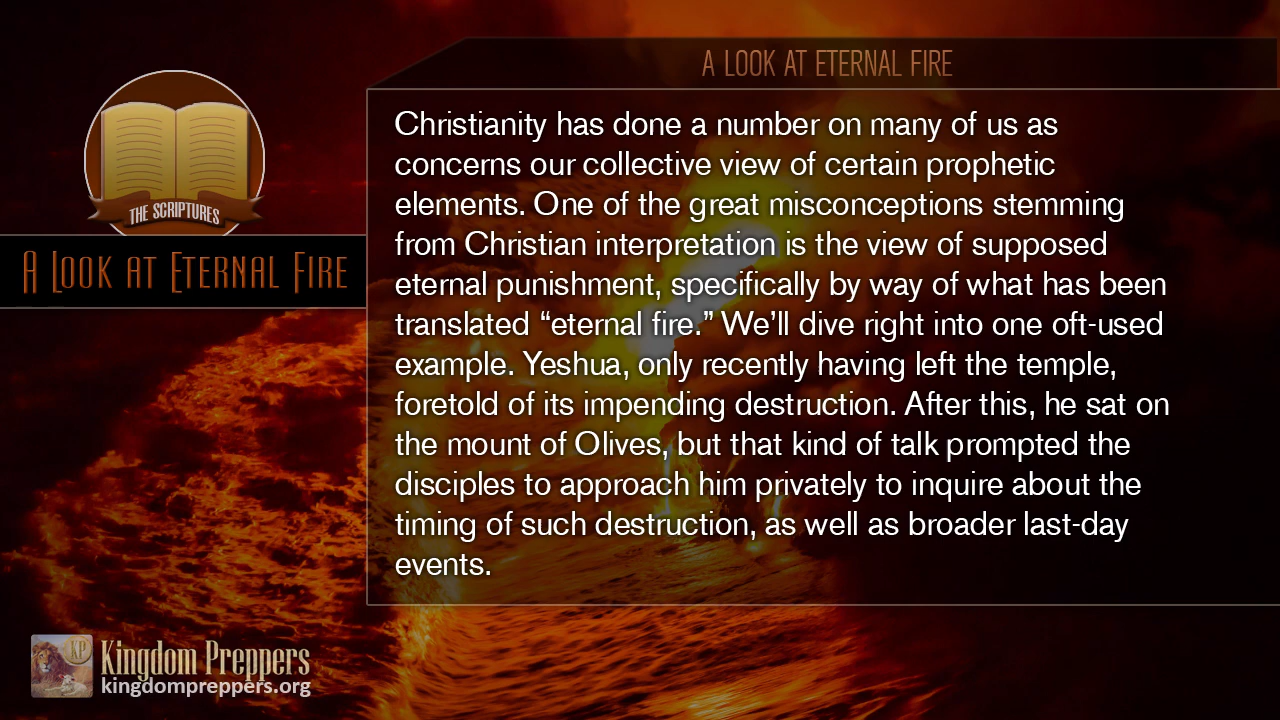 A LOOK AT ETERNAL FIRE
THE SCRIPTURES
A LOOK AT ETERNAL FIRE
Christianity has done a number on many of us as
concerns our collective view of certain prophetic
elements. One of the great misconceptions stemming
from Christian interpretation is the view of supposed
eternal punishment, specifically by way of what has been
translated “eternal fire.” We’ll dive right into one oft-used
example. Yeshua, only recently having left the temple,
foretold of its impending destruction. After this, he sat on
the mount of Olives, but that kind of talk prompted the
disciples to approach him privately to inquire about the
timing of such destruction, as well as broader last-day
events.
KP
Kingdom Preppers
kingdompreppers.org